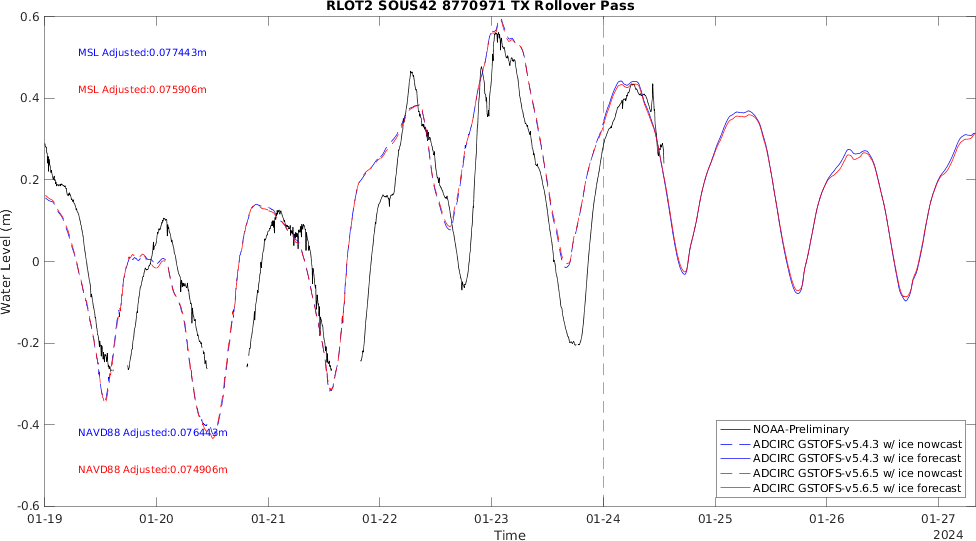 RLOT2 SOUS42 8770971 TX Rollover Pass
0.6
MSL Adjusted:0.077443m
MSL Adjusted:0.075906m
0.4
0.2
Water Level (m)
0
-0.2
-0.4
NAVD88 Adjusted:0.076443m
NAVD88 Adjusted:0.074906m
-0.6
NOAA-Preliminary
ADCIRC GSTOFS-v5.4.3 w/ ice nowcast
ADCIRC GSTOFS-v5.4.3 w/ ice forecast
ADCIRC GSTOFS-v5.6.5 w/ ice nowcast
ADCIRC GSTOFS-v5.6.5 w/ ice forecast
01-19 01-20 01-21 01-22 01-23 01-24 01-25 01-26 01-27
Time
2024